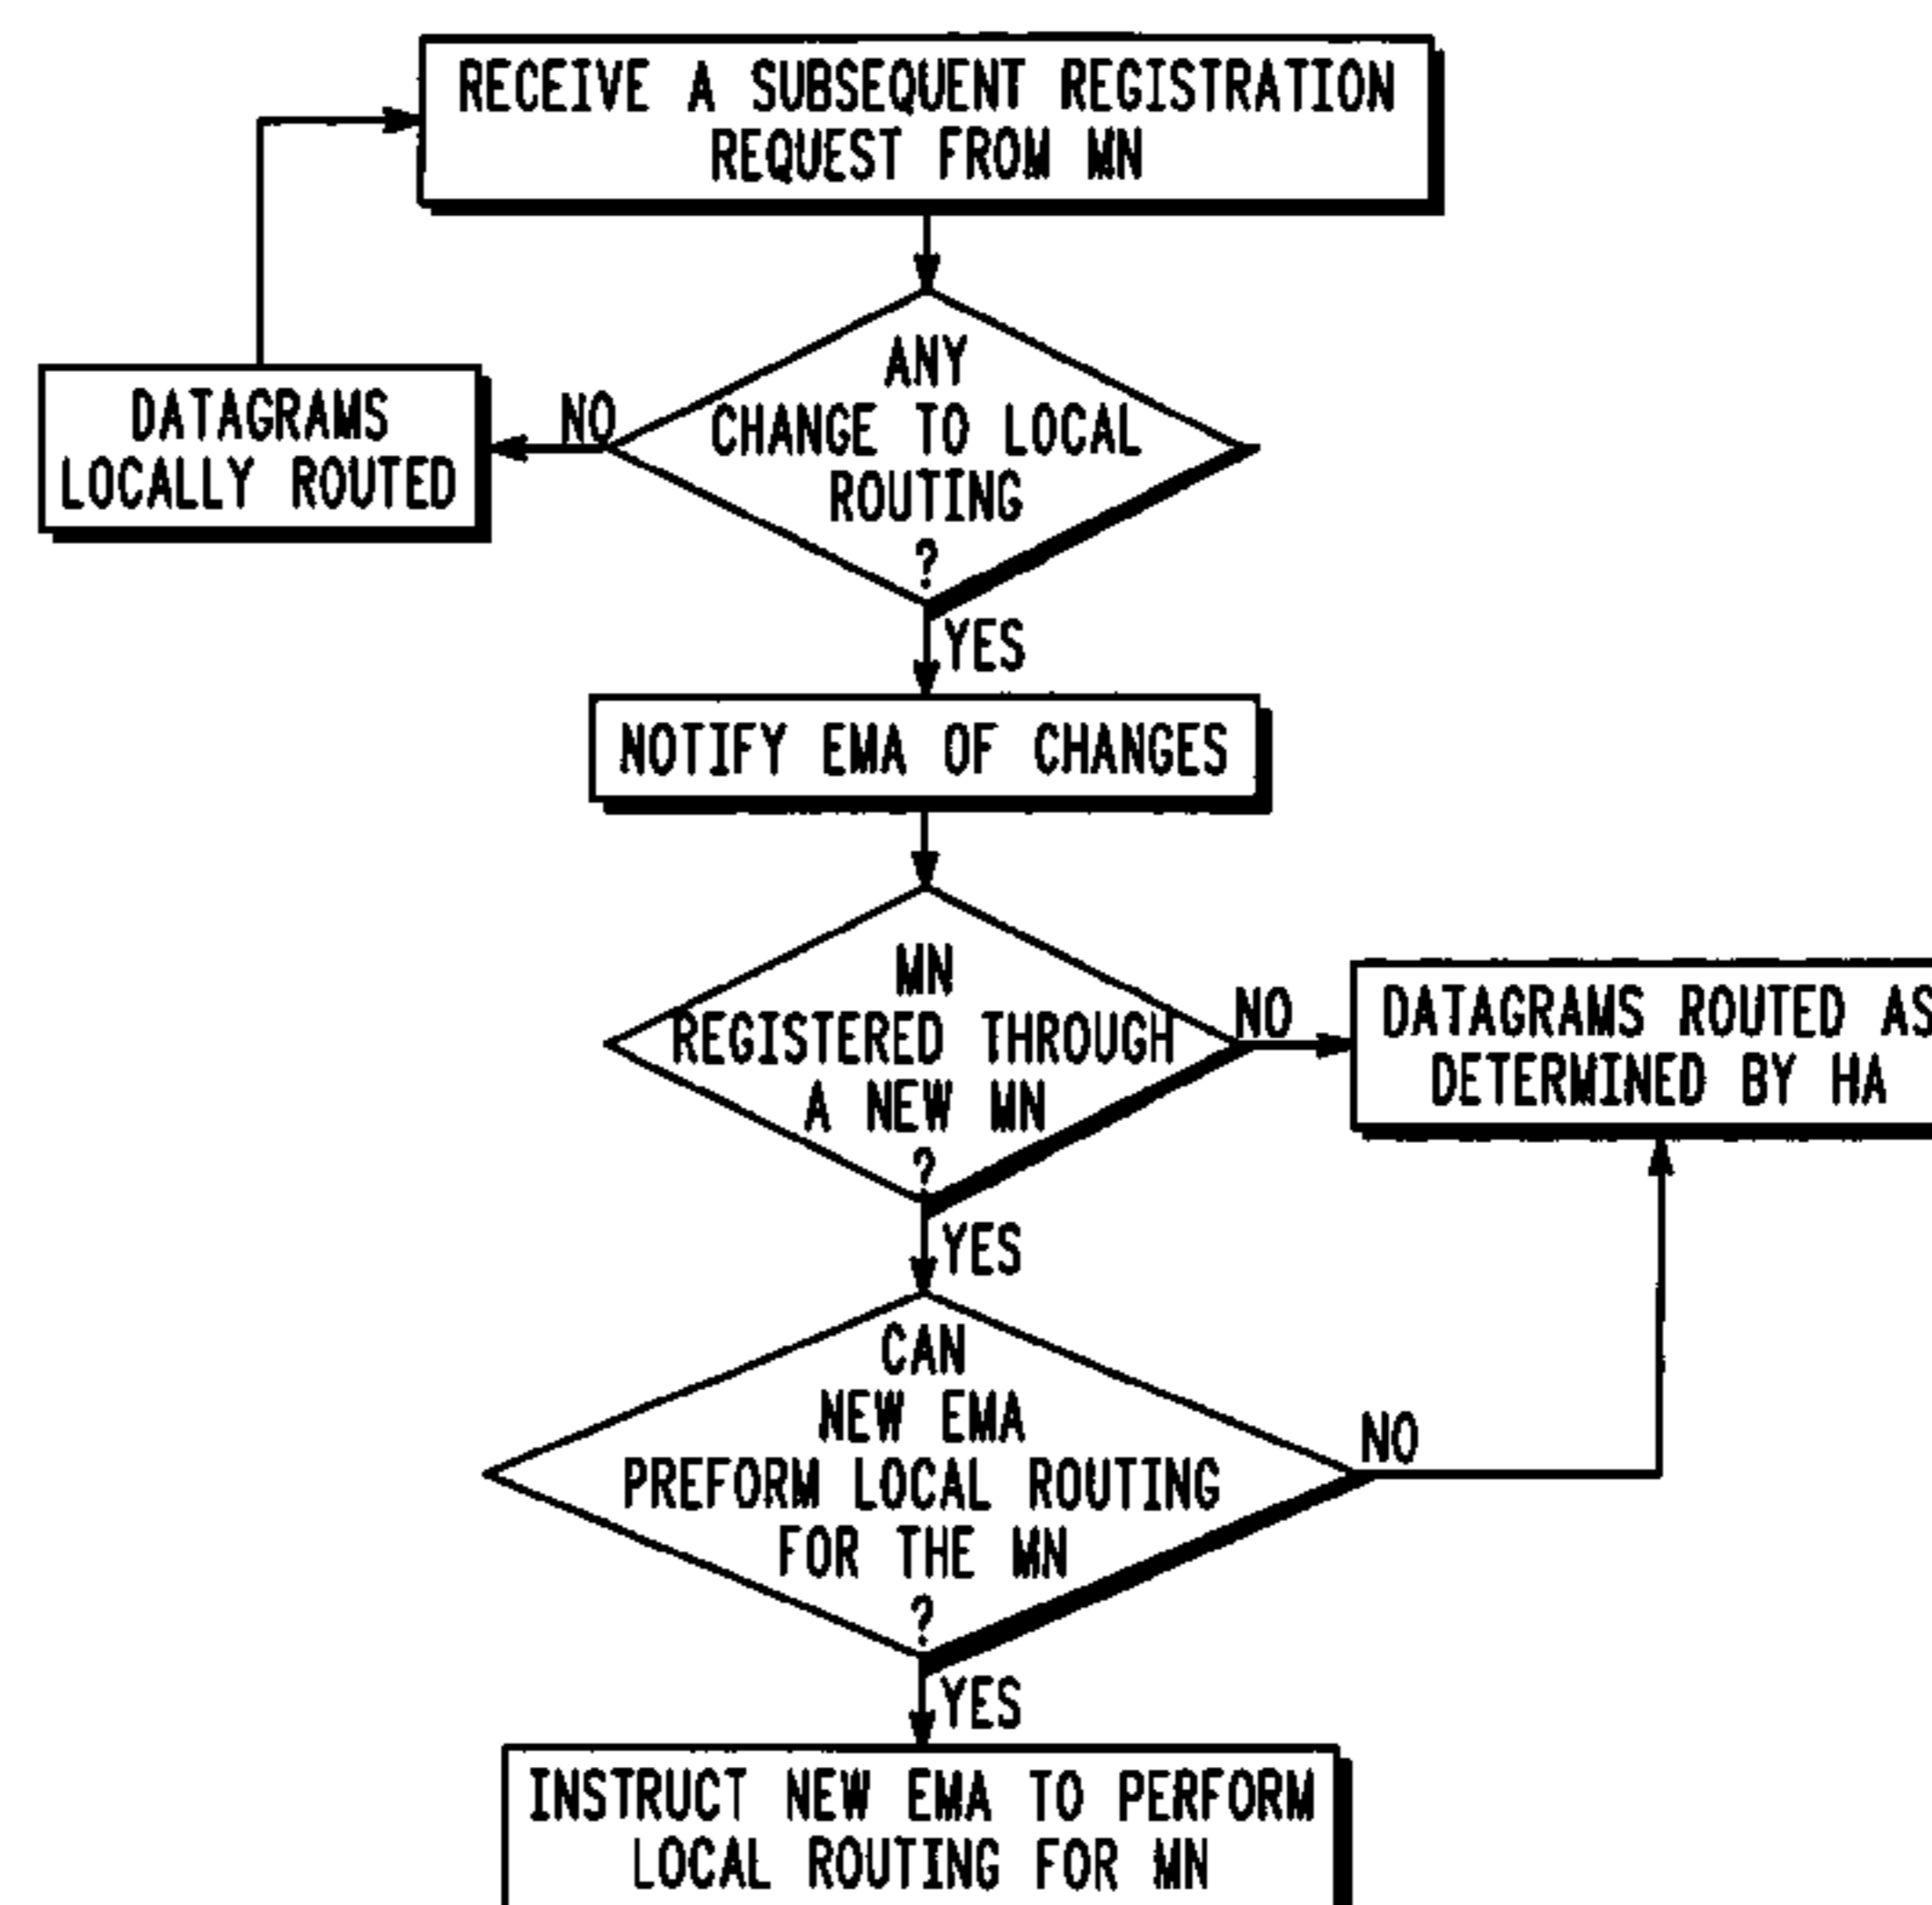 RECEIVE A SUBSEQUENT REGISTRATION
REQUEST FROM MN
ANY
CHANGE TO LOCAL
ROUTING
?
NO
DATAGRAMS
LOCALLY ROUTED
YES
NOTIFY EMA OF CHANGES
MN
REGISTERED THROUGH
A NEW MN
?
NO
DATAGRAMS ROUTED AS
DETERMINED BY HA
YES
CAN
NEW EMA
PREFORM LOCAL ROUTING
FOR THE MN
?
NO
YES
INSTRUCT NEW EMA TO PERFORM
LOCAL ROUTING FOR MN